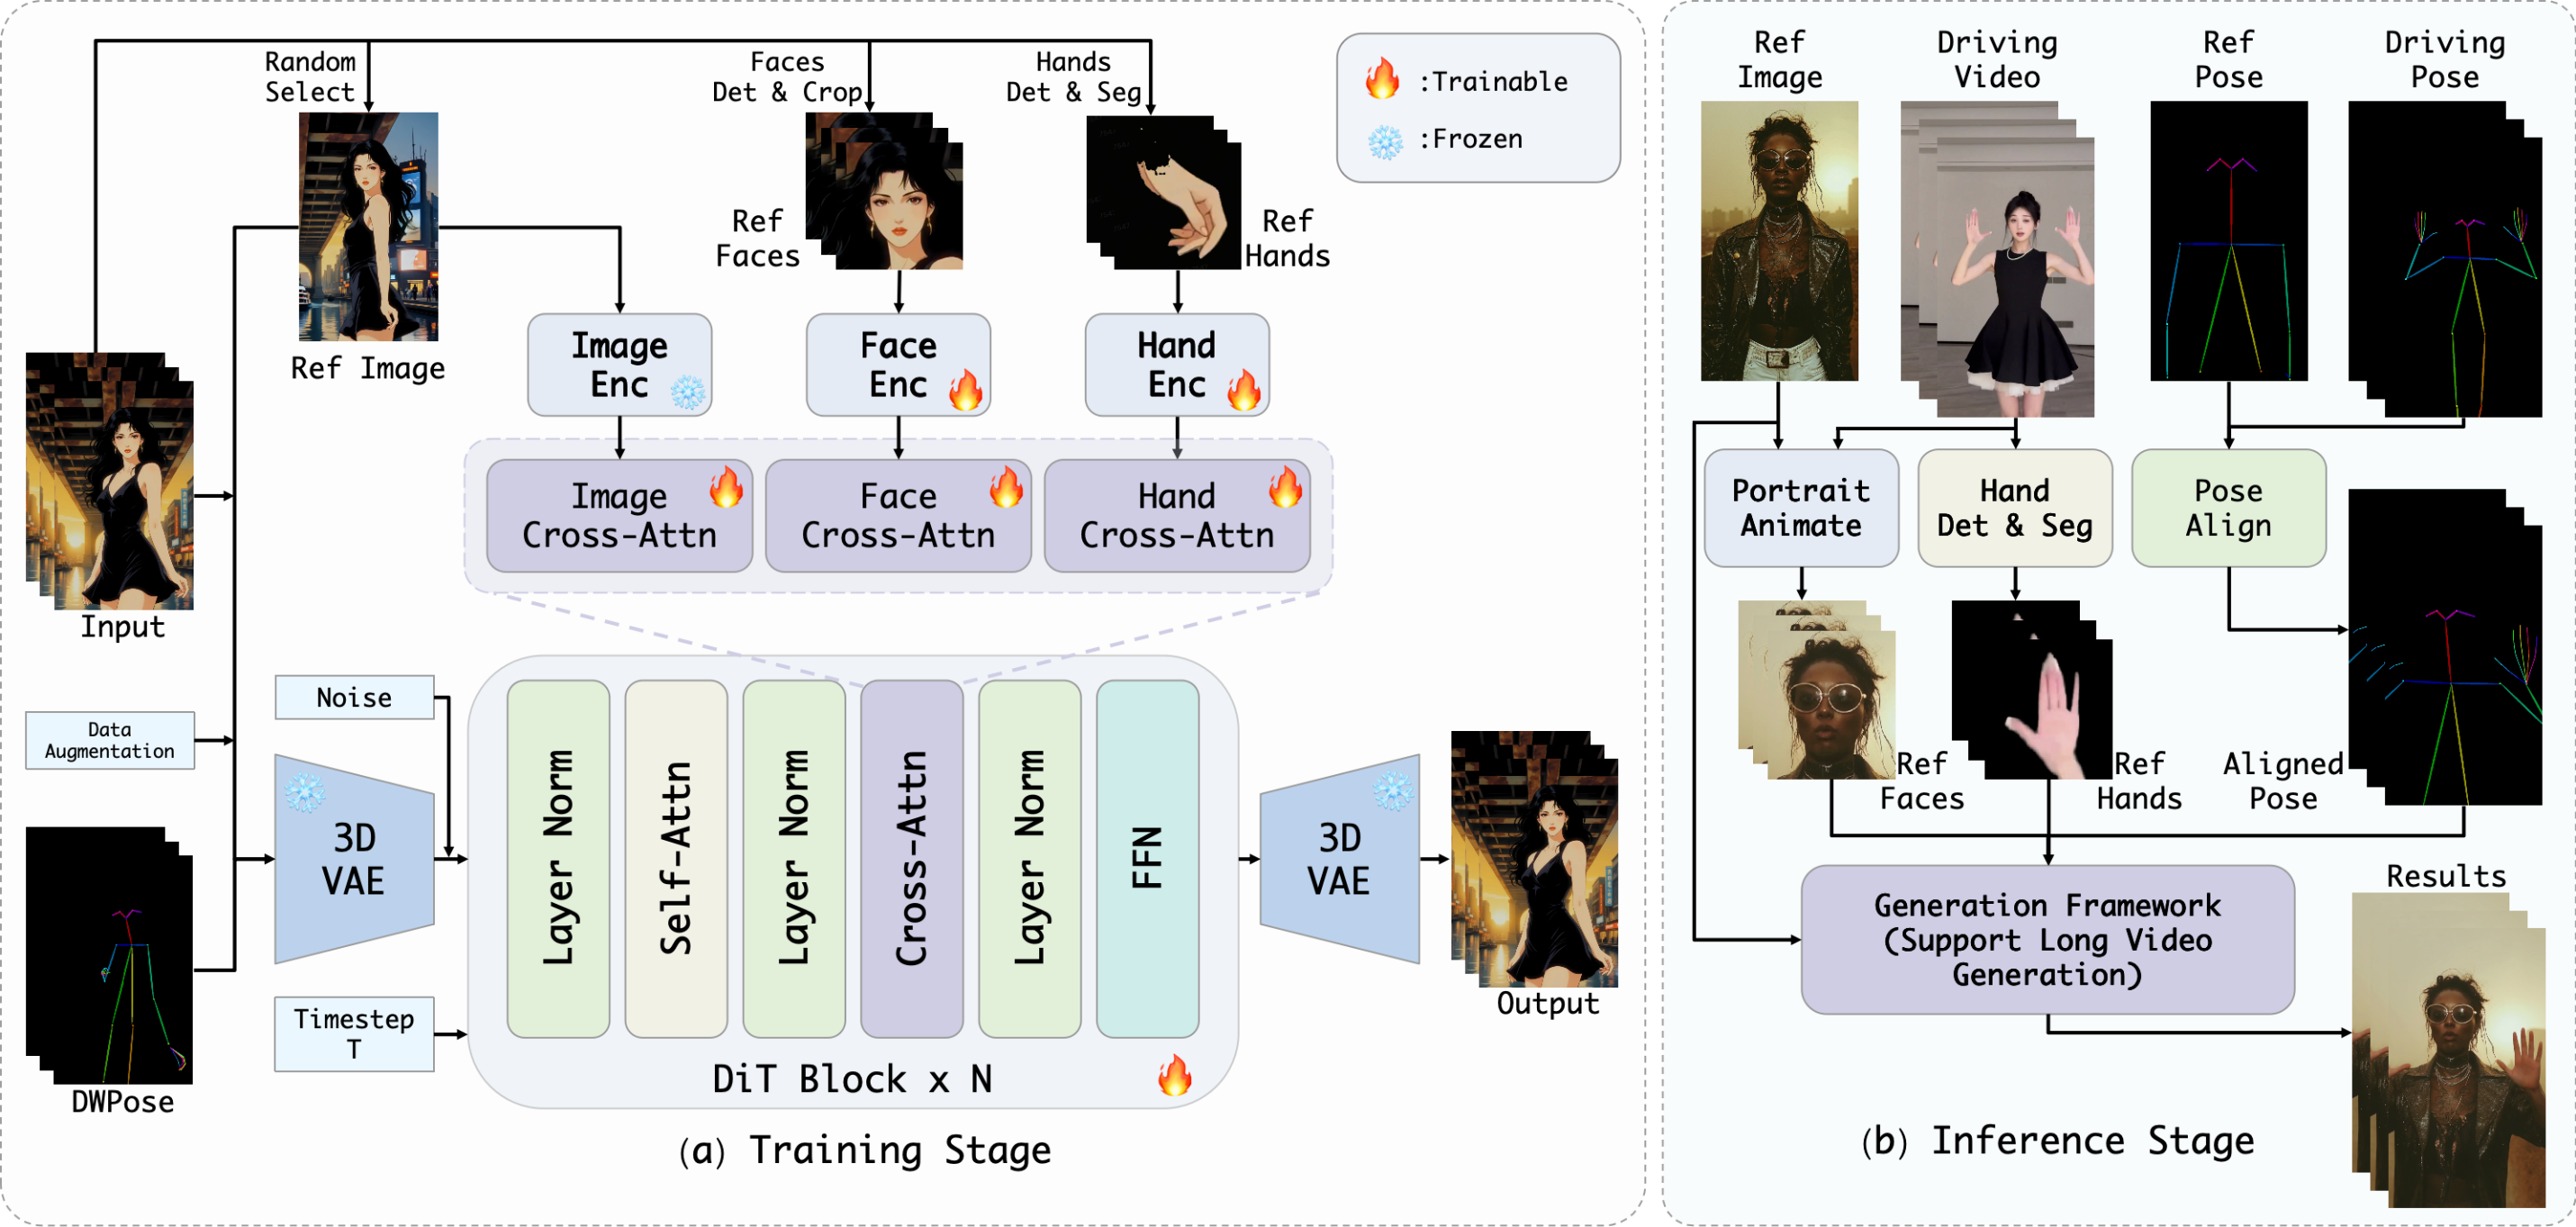 Random
Select
Faces
Det & Crop
Hands
Det & Seg
:Trainable
:Frozen
Ref
Faces
Ref
Hands
Ref Image
Image
Enc
Face
Enc
Hand
Enc
Image
Cross-Attn
Face
Cross-Attn
Hand
Cross-Attn
Input
Noise
Data
Augmentation
3D
VAE
Layer Norm
Self-Attn
Layer Norm
Cross-Attn
Layer Norm
FFN
3D
VAE
Output
Timestep
T
DiT Block x N
DWPose
(a) Training Stage
Ref
Image
Driving
Video
Ref
Pose
Driving
Pose
Portrait
Animate
Hand
Det & Seg
Pose
Align
Ref
Faces
Ref
Hands
Aligned
Pose
Generation Framework
(Support Long Video
Generation)
Results
(b) Inference Stage